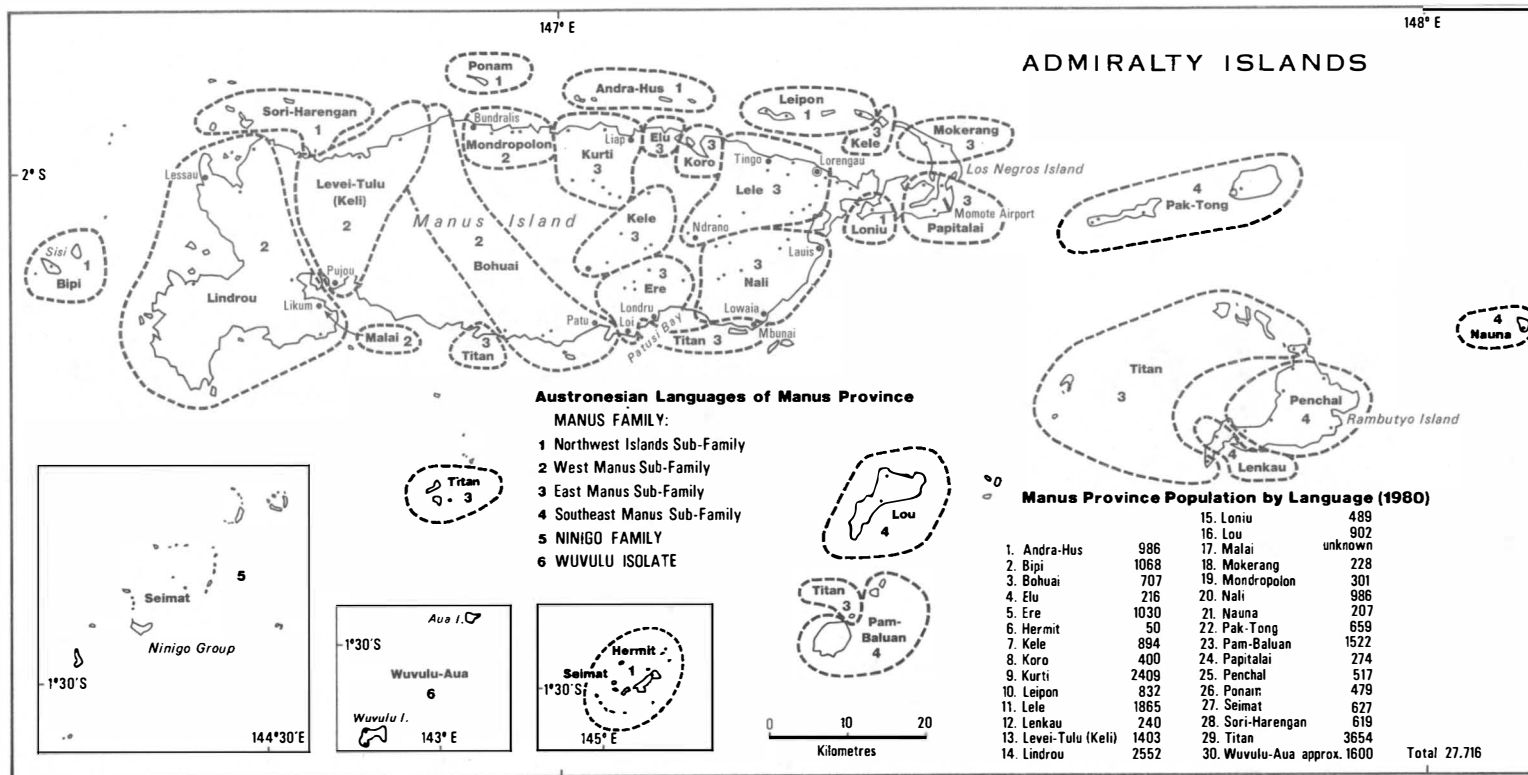 147° E
148° E
ADMIRALTY ISLANDS
Ponam
1
Andra-Hus 1
Leipon
1
Sori-Harengan
1
Bundralis
Mondropolon
2
Liap
Kurti
3
Elu
3
Koro
3
Kele
3
Mokerang
3
Tingo
Lorengau
Los Negros Island
2° S
Lessau
Levei-Tulu
(Keli)
2
Manus Island
2
Bohuai
Kele
3
Lele 3
Ndrano
Loniu
1
3
Momote Airport
Papitalai
4
Pak-Tong
Sisi
1
Bipi
2
Lindrou
Pujou
Likum
Lauis
3
Nali
3
Ere
Londru
Loi
Patu
Patusi Bay
Lowaia
Mbunai
Malai 2
3
Titan
Titan 3
4
Nauna
Titan
3
Penchal
4
Rambutyo Island
4
Lenkau
Austronesian Languages of Manus Province
MANUS FAMILY:
1 Northwest Islands Sub-Family
2 West Manus Sub-Family
3 East Manus Sub-Family
4 Southeast Manus Sub-Family
5 NINIGO FAMILY
6 WUVULU ISOLATE
Titan
3
Lou
4
Titan
3
Pam-
Baluan
4
5
Seimat
Ninigo Group
1°30'S
144°30'E
Aua I.
1°30'S
Wuvulu-Aua
6
Wuvulu I.
143° E
Hermit
1
Seimat
1°30'S
145° E
0 10 20
Kilometres
Manus Province Population by Language (1980)
1. Andra-Hus 986
2. Bipi 1068
3. Bohuai 707
4. Elu 216
5. Ere 1030
6. Hermit 50
7. Kele 894
8. Koro 400
9. Kurti 2409
10. Leipon 832
11. Lele 1865
12. Lenkau 240
13. Levei-Tulu (Keli) 1403
14. Lindrou 2552
15. Loniu 489
16. Lou 902
17. Malai unknown
18. Mokerang 228
19. Mondropolon 301
20. Nali 986
21. Nauna 207
22. Pak-Tong 659
23. Pam-Baluan 1522
24. Papitalai 274
25. Penchal 517
26. Ponam 479
27. Seimat 627
28. Sori-Harengan 619
29. Titan 3654
30. Wuvulu-Aua approx. 1600
Total 27.716